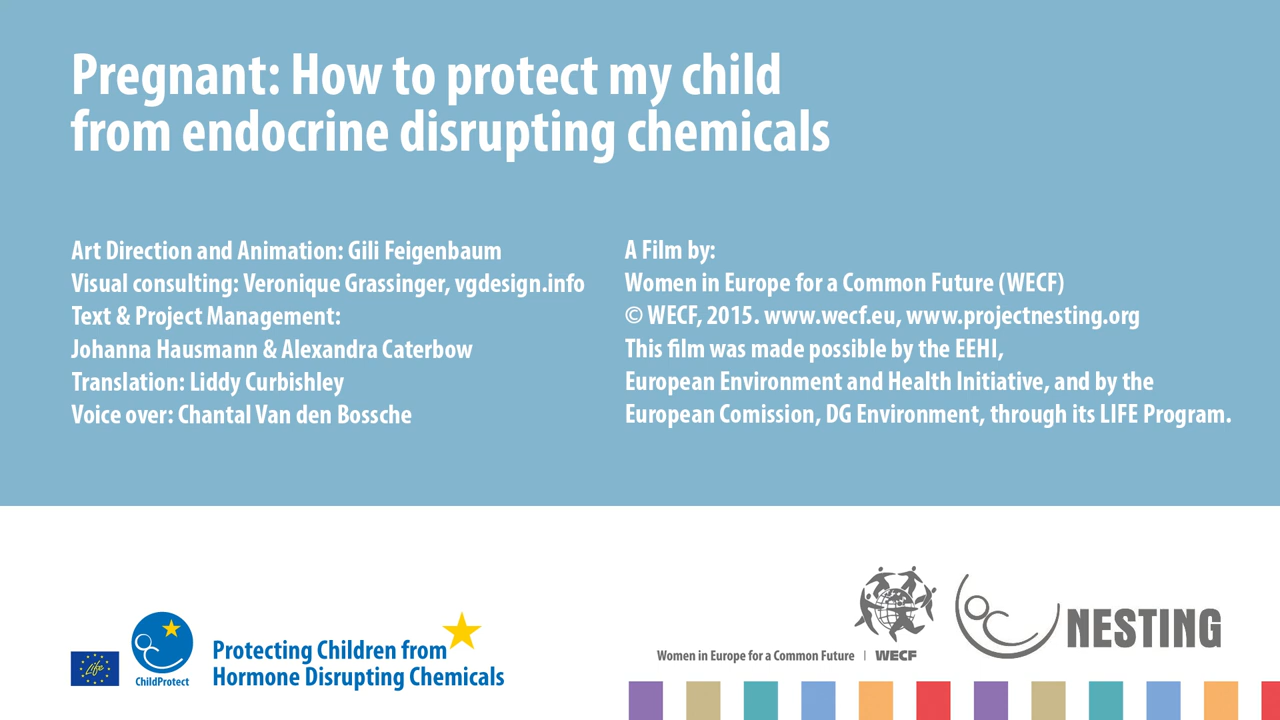 Pregnant: How to protect my child
from endocrine disrupting chemicals
Art Direction and Animation: Gili Feigenbaum
Visual consulting: Veronique Grassinger, vgdesign.info
Text & Project Management:
Johanna Hausmann & Alexandra Caterbow
Translation: Liddy Curbishley
Voice over: Chantal Van den Bossche
A Film by:
Women in Europe for a Common Future (WECF)
© WECF, 2015. www.wecf.eu, www.projectnesting.org
This film was made possible by the EEHI,
European Environment and Health Initiative, and by the
European Comission, DG Environment, through its LIFE Program.
Life
ChildProtect
Protecting Children from
Hormone Disrupting Chemicals
Women in Europe for a Common Future | WECF
NESTING